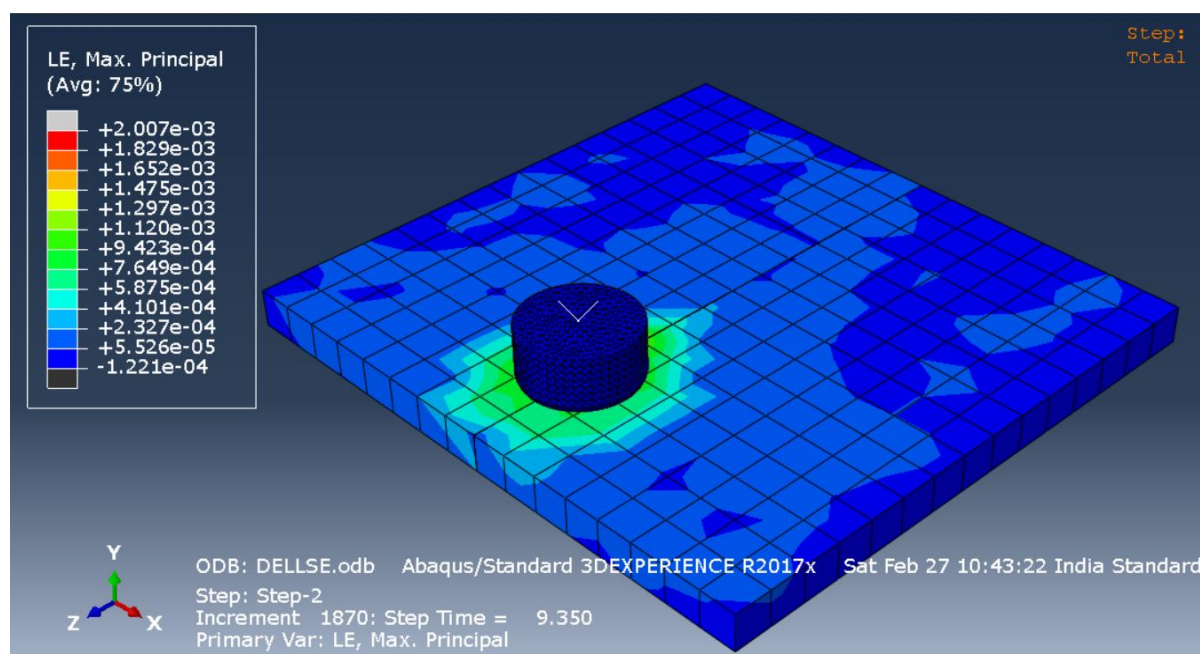 LE, Max. Principal
(Avg: 75%)
+2.007e-03
+1.829e-03
+1.652e-03
+1.475e-03
+1.297e-03
+1.120e-03
+9.423e-04
+7.649e-04
+5.875e-04
+4.101e-04
+2.327e-04
+5.526e-05
-1.221e-04
Step:
Total
Y
Z
X
ODB: DELLSE.odb Abaqus/Standard 3DEXPERIENCE R2017x Sat Feb 27 10:43:22 India Standard
Step: Step-2
Increment 1870: Step Time = 9.350
Primary Var: LE, Max. Principal